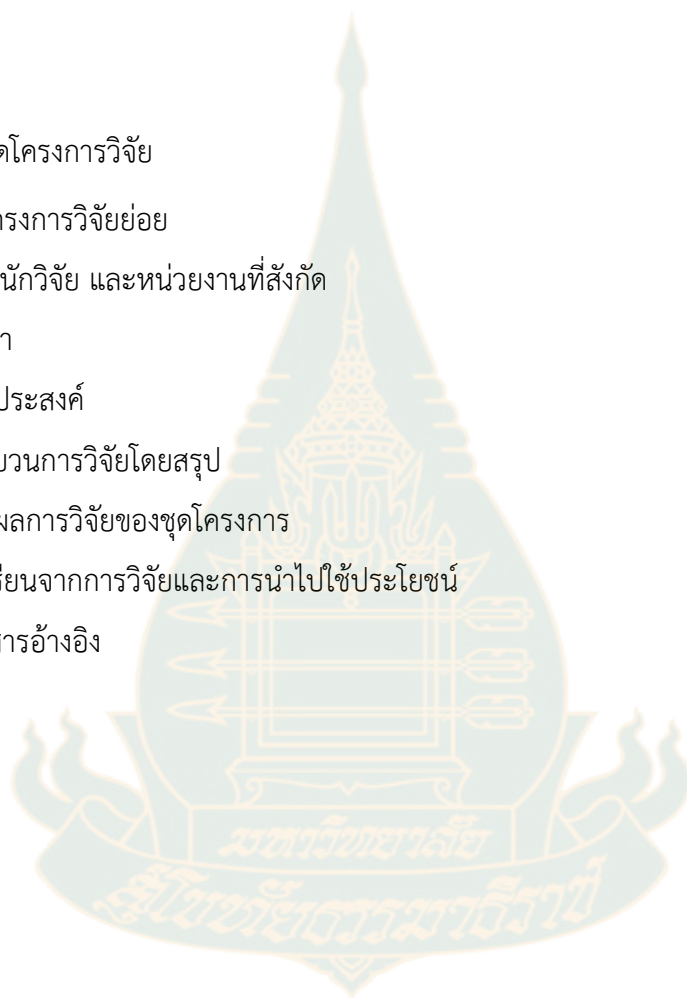 ดโครงการวิจัย
ครงการวิจัยย่อย
นักวิจัย และหน่วยงานที่สังกัด
า
ประสงค์
บวนการวิจัยโดยสรุป
ผลการวิจัยของชุดโครงการ
รียนจากการวิจัยและการนำไปใช้ประโยชน์
สารอ้างอิง
มหาวิทยาลัย
สุโขทัยธรรมาธิราช